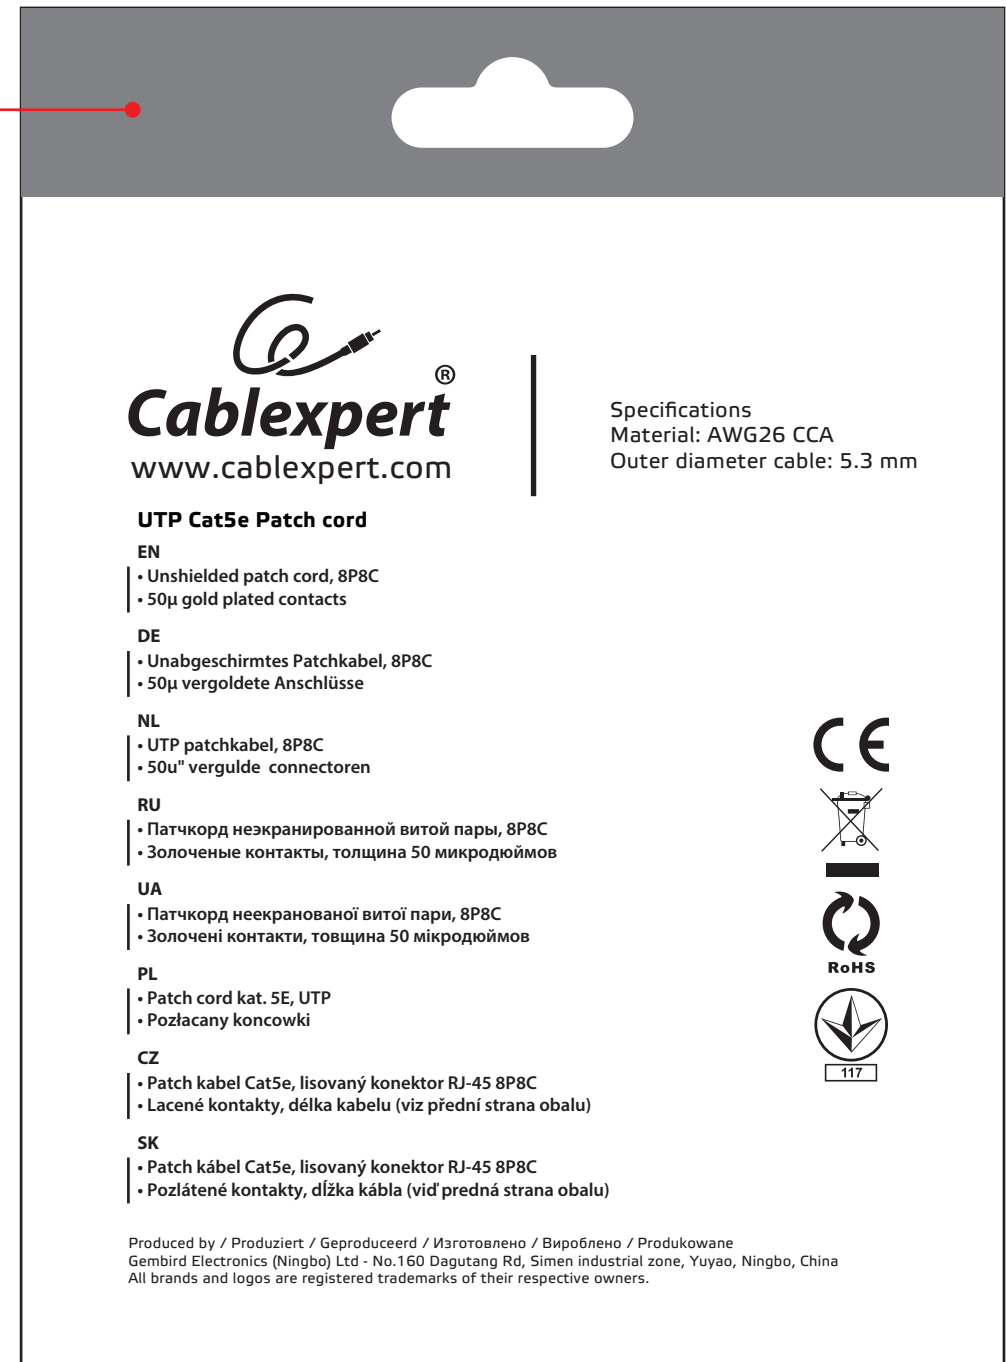 Cablexpert®
www.cablexpert.com
Specifications
Material: AWG26 CCA
Outer diameter cable: 5.3 mm
UTP Cat5e Patch cord
EN
• Unshielded patch cord, 8P8C
• 50µ gold plated contacts
DE
• Unabgeschirmtes Patchkabel, 8P8C
• 50µ vergoldete Anschlüsse
NL
• UTP patchkabel, 8P8C
• 50u" vergulde  connectoren
RU
• Патчкорд неэкранированной витой пары, 8P8C
• Золоченые контакты, толщина 50 микродюймов
UA
• Патчкорд неекранованої витої пари, 8P8C
• Золочені контакти, товщина 50 мікродюймов
PL
• Patch cord kat. 5E, UTP
• Pozłacany koncowki
CZ
• Patch kabel Cat5e, lisovaný konektor RJ-45 8P8C
• Lacené kontakty, délka kabelu (viz přední strana obalu)
SK
• Patch kábel Cat5e, lisovaný konektor RJ-45 8P8C
• Pozlátené kontakty, dĺžka kábla (viď predná strana obalu)
CE
RoHS
117
Produced by / Produziert / Geproduceerd / Изготовлено / Вироблено / Produkowane
Gembird Electronics (Ningbo) Ltd - No.160 Dagutang Rd, Simen industrial zone, Yuyao, Ningbo, China
All brands and logos are registered trademarks of their respective owners.